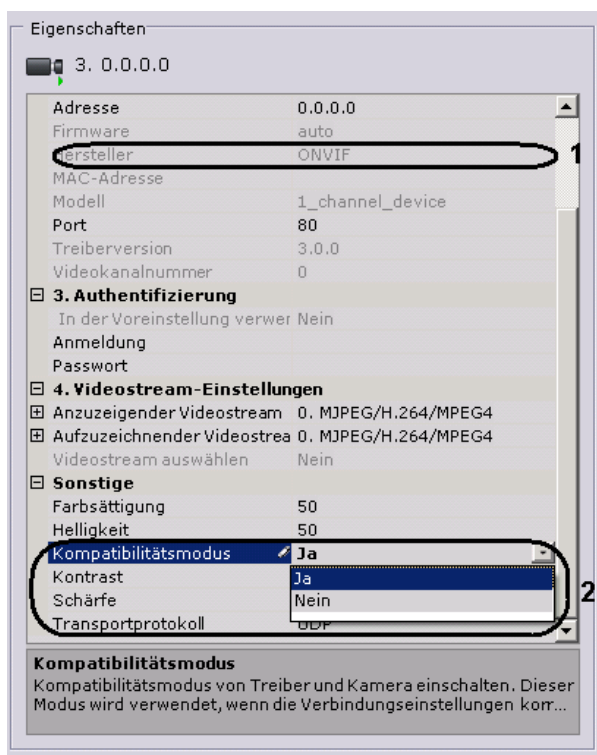 Eigenschaften
3. 0.0.0.0
Adresse 0.0.0.0
Firmware auto
Hersteller ONVIF 1
MAC-Adresse
Modell 1_channel_device
Port 80
Treiberversion 3.0.0
Videokanalnummer 0
3. Authentifizierung
In der Voreinstellung verwer Nein
Anmeldung
Passwort
4. Videostream-Einstellungen
Anzuzeigender Videostream 0. MJPEG/H.264/MPEG4
Aufzuzeichnender Videostrea 0. MJPEG/H.264/MPEG4
Videostream auswählen Nein
Sonstige
Farbsättigung 50
Helligkeit 50
Kompatibilitätsmodus Ja
Kontrast Ja
Schärfe Nein 2
Transportprotokoll UDP
Kompatibilitätsmodus
Kompatibilitätsmodus von Treiber und Kamera einschalten. Dieser
Modus wird verwendet, wenn die Verbindungseinstellungen korr...